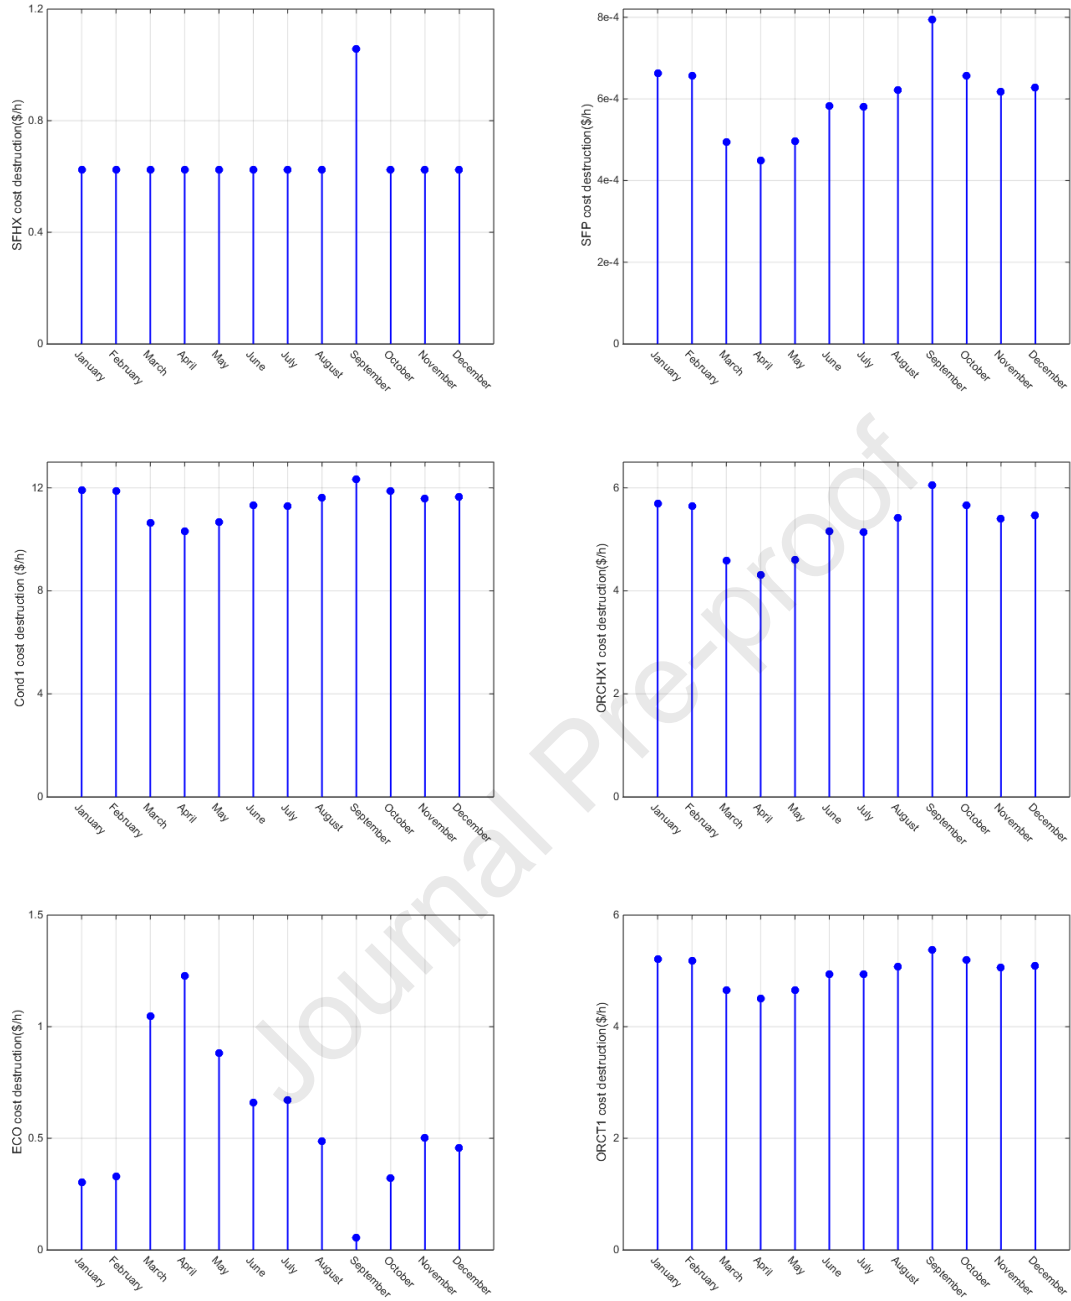 SFHX cost destruction($/h)
1.2
0.8
0.4
0
January
February
March
April
May
June
July
August
September
October
November
December
SFP cost destruction($/h)
8e-4
6e-4
4e-4
2e-4
0
January
February
March
April
May
June
July
August
September
October
November
December
Cond1 cost destruction ($/h)
12
8
4
0
January
February
March
April
May
June
July
August
September
October
November
December
ORCHX1 cost destruction($/h)
6
4
2
0
January
February
March
April
May
June
July
August
September
October
November
December
ECO cost destruction($/h)
1.5
1
0.5
0
January
February
March
April
May
June
July
August
September
October
November
December
ORCT1 cost destruction($/h)
6
4
2
0
January
February
March
April
May
June
July
August
September
October
November
December
Journal Pre-proof